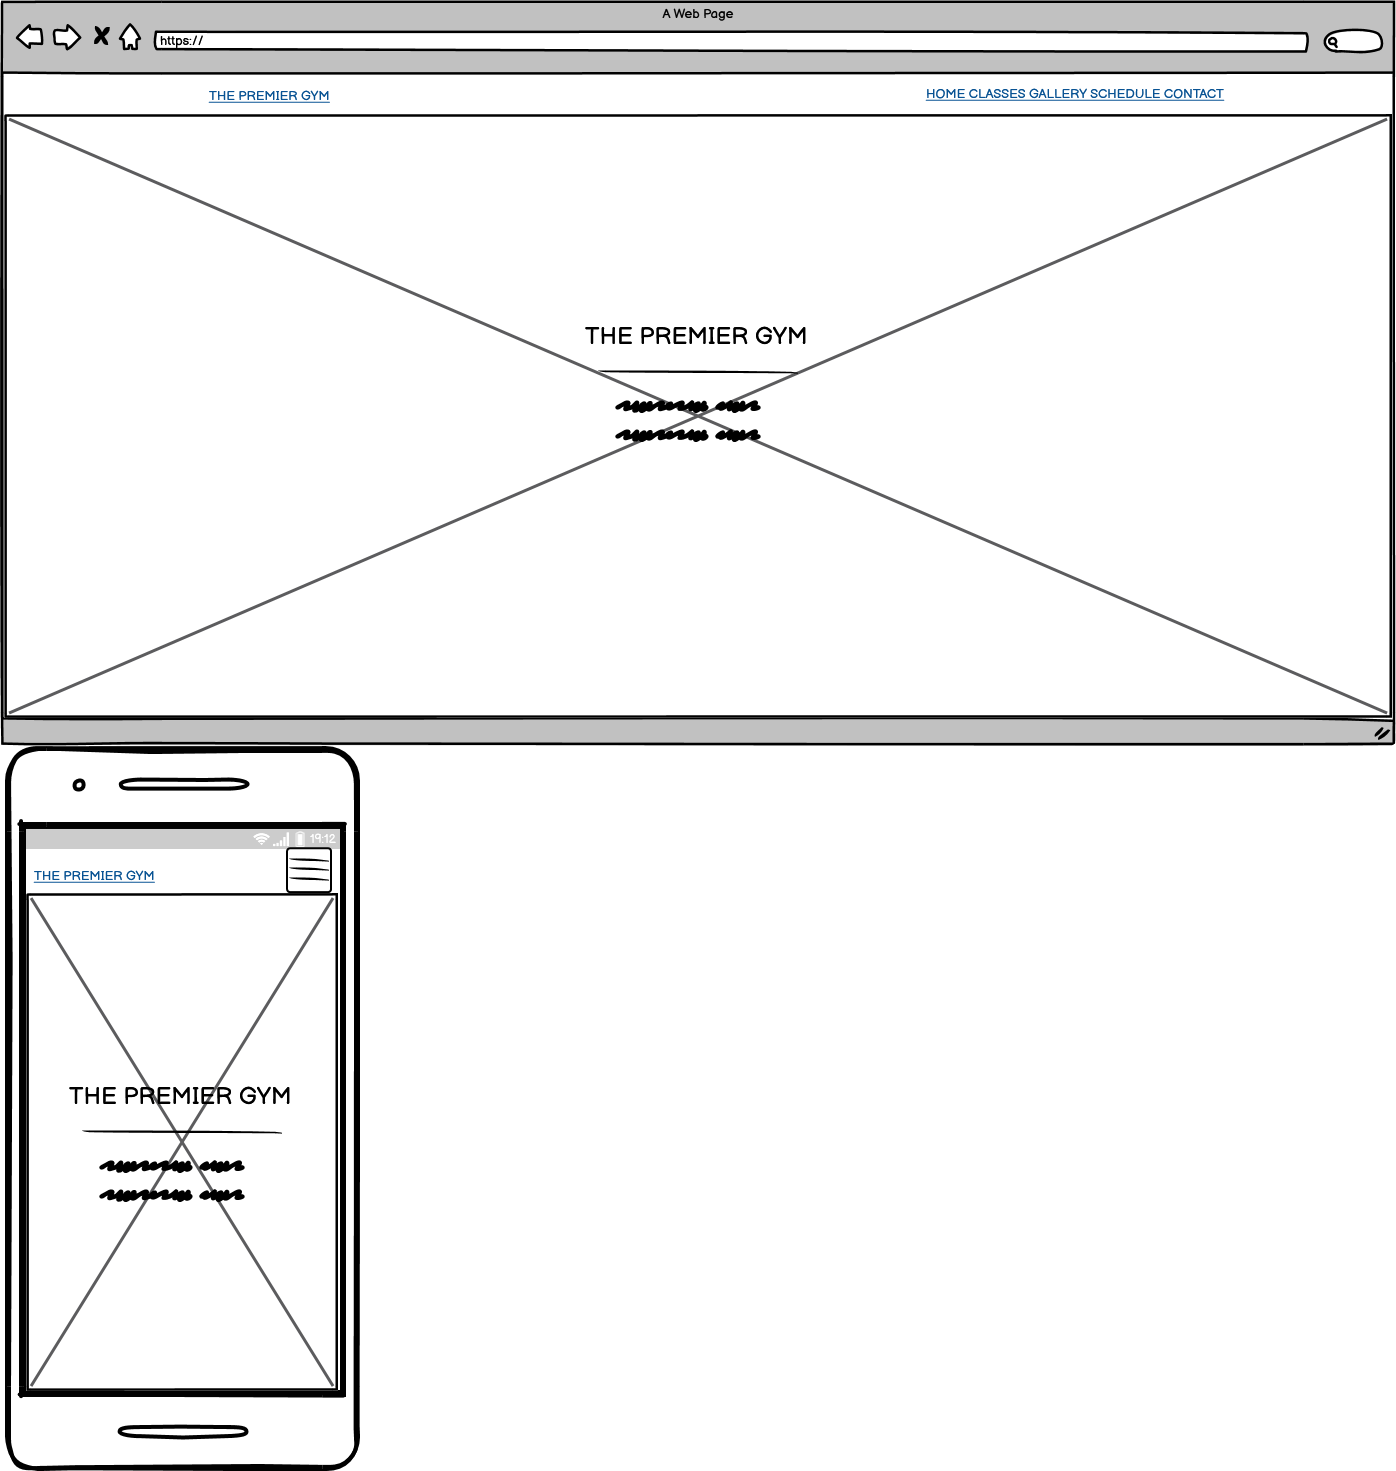 A Web Page
https://
THE PREMIER GYM
HOME CLASSES GALLERY SCHEDULE CONTACT
THE PREMIER GYM
19:12
THE PREMIER GYM
THE PREMIER GYM